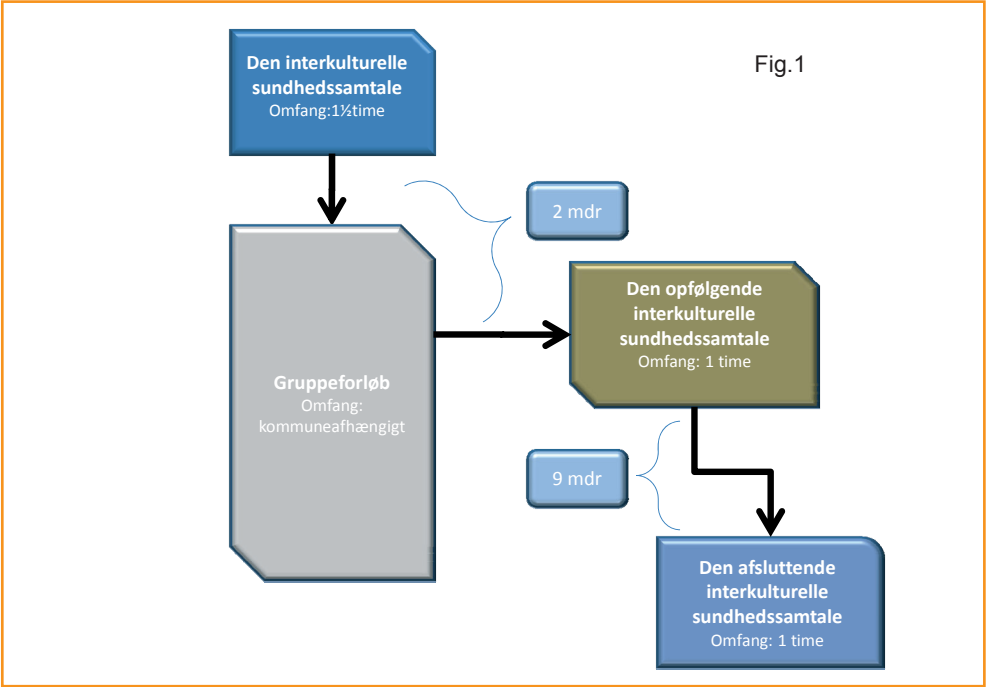 Fig.1
Den interkulturelle
sundhedssamtale
Omfang:1½time
2 mdr
Gruppeforløb
Omfang:
kommuneafhængigt
Den opfølgende
interkulturelle
sundhedssamtale
Omfang: 1 time
9 mdr
Den afsluttende
interkulturelle
sundhedssamtale
Omfang: 1 time